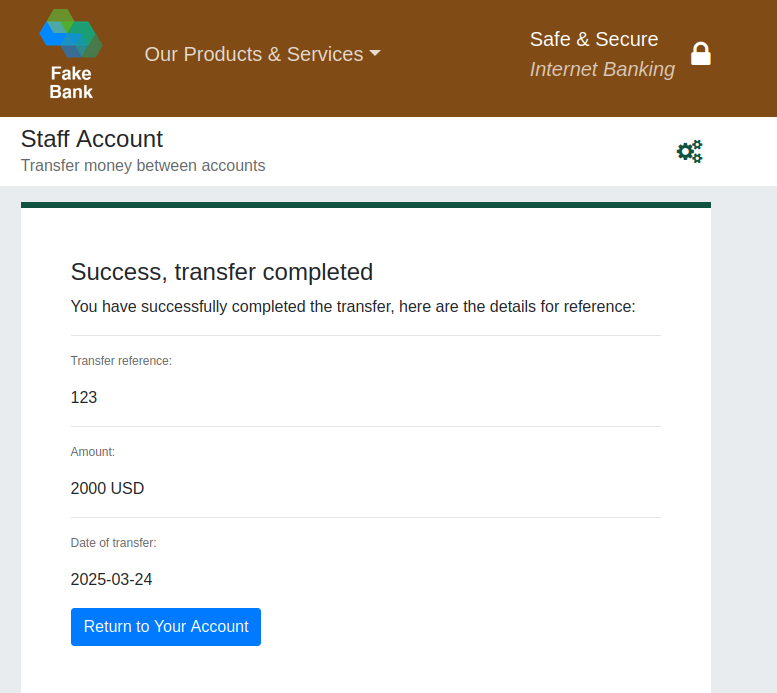 Fake
Bank
Our Products & Services
Safe & Secure
Internet Banking
Staff Account
Transfer money between accounts
Success, transfer completed
You have successfully completed the transfer, here are the details for reference:
Transfer reference:
123
Amount:
2000 USD
Date of transfer:
2025-03-24
Return to Your Account